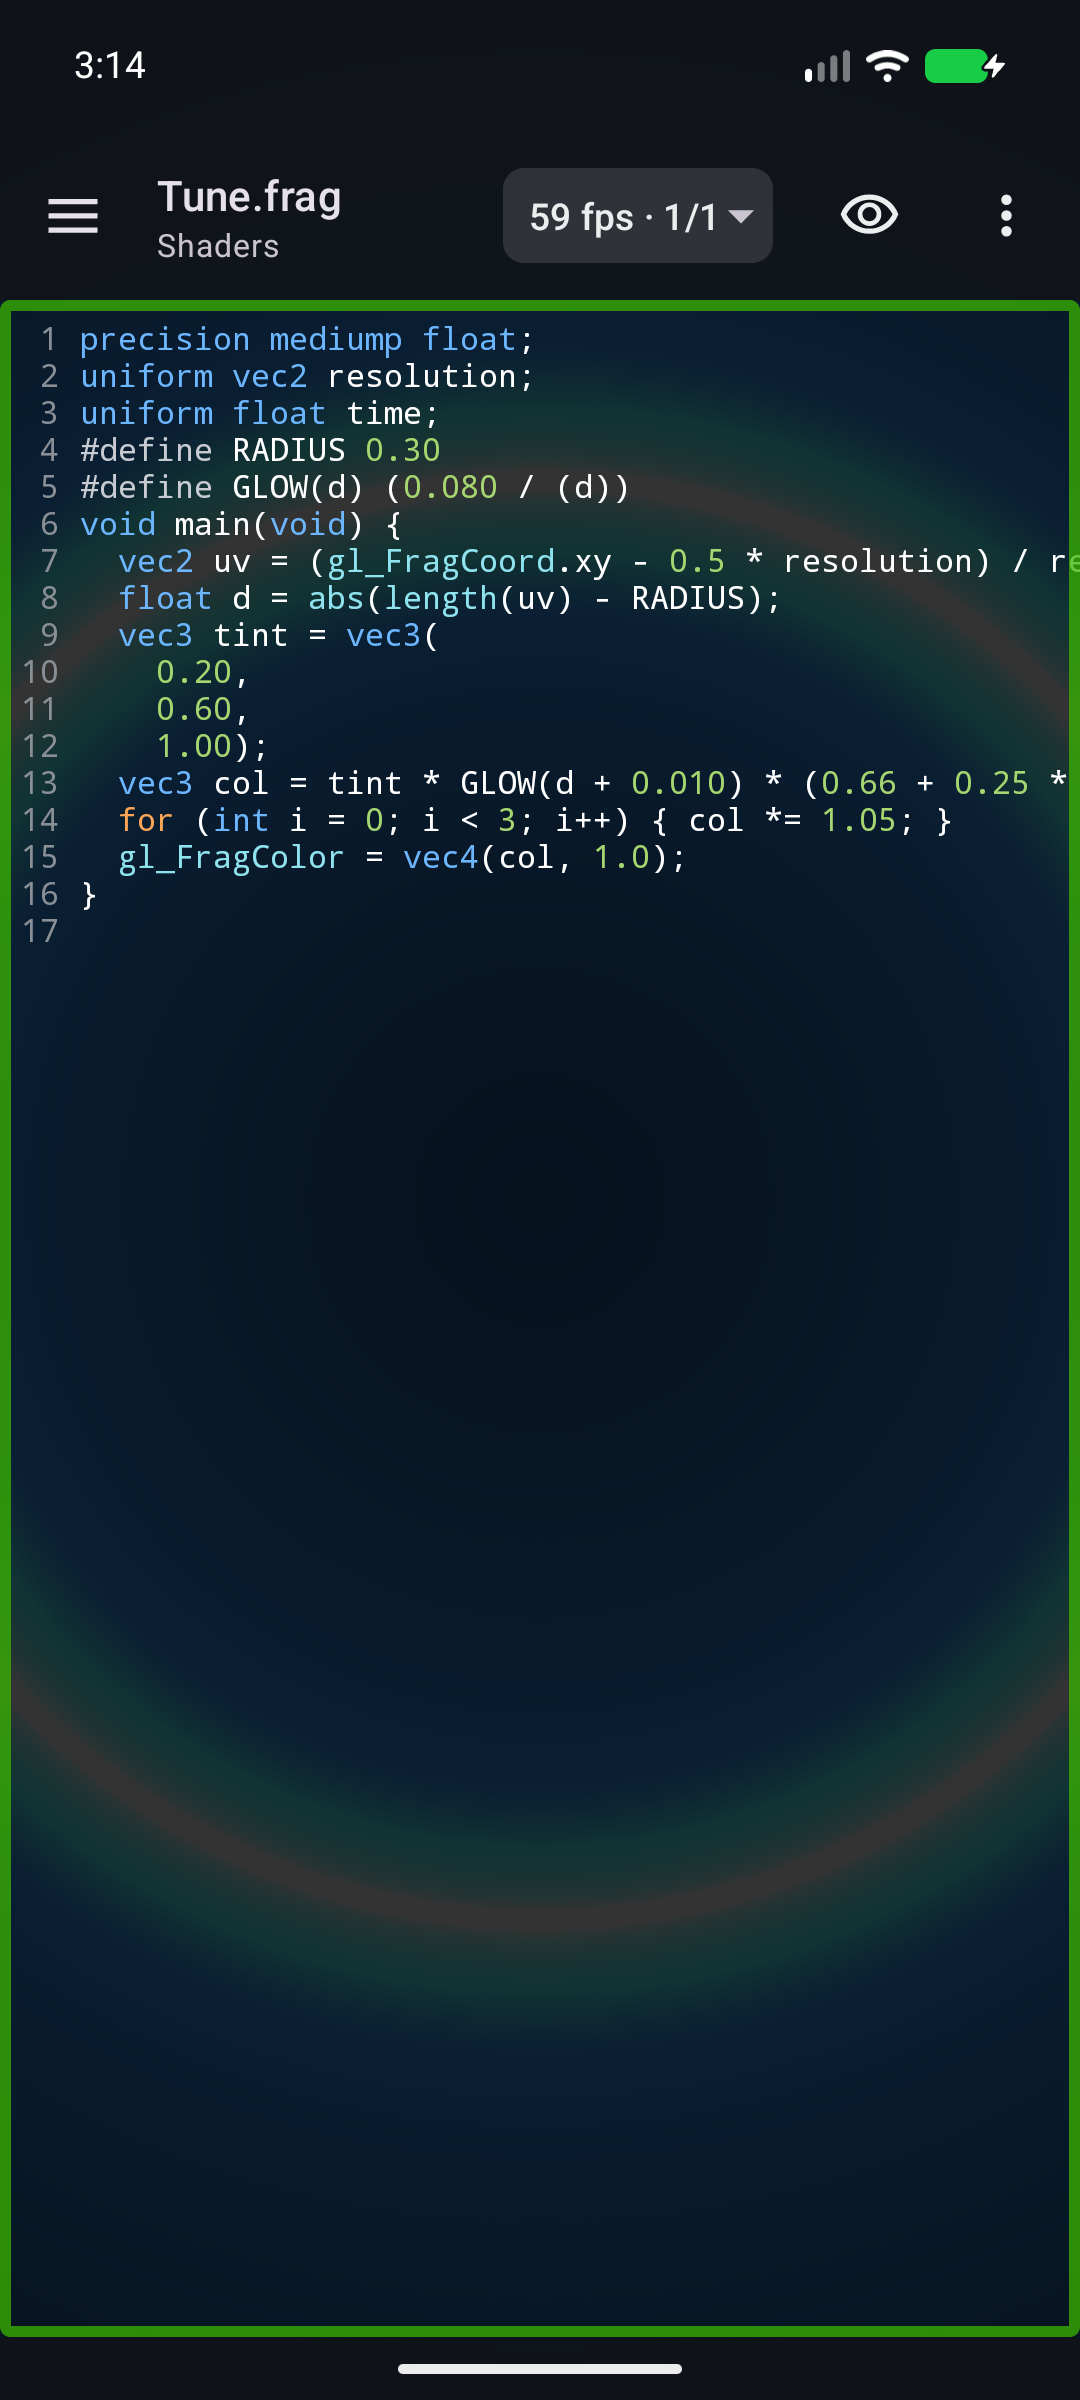 3:14
Tune.frag
Shaders
59 fps · 1/1
1 precision mediump float;
2 uniform vec2 resolution;
3 uniform float time;
4 #define RADIUS 0.30
5 #define GLOW(d) (0.080 / (d))
6 void main(void) {
7   vec2 uv = (gl_FragCoord.xy - 0.5 * resolution) / re
8   float d = abs(length(uv) - RADIUS);
9   vec3 tint = vec3(
10     0.20,
11     0.60,
12     1.00);
13   vec3 col = tint * GLOW(d + 0.010) * (0.66 + 0.25 *
14   for (int i = 0; i < 3; i++) { col *= 1.05; }
15   gl_FragColor = vec4(col, 1.0);
16 }
17